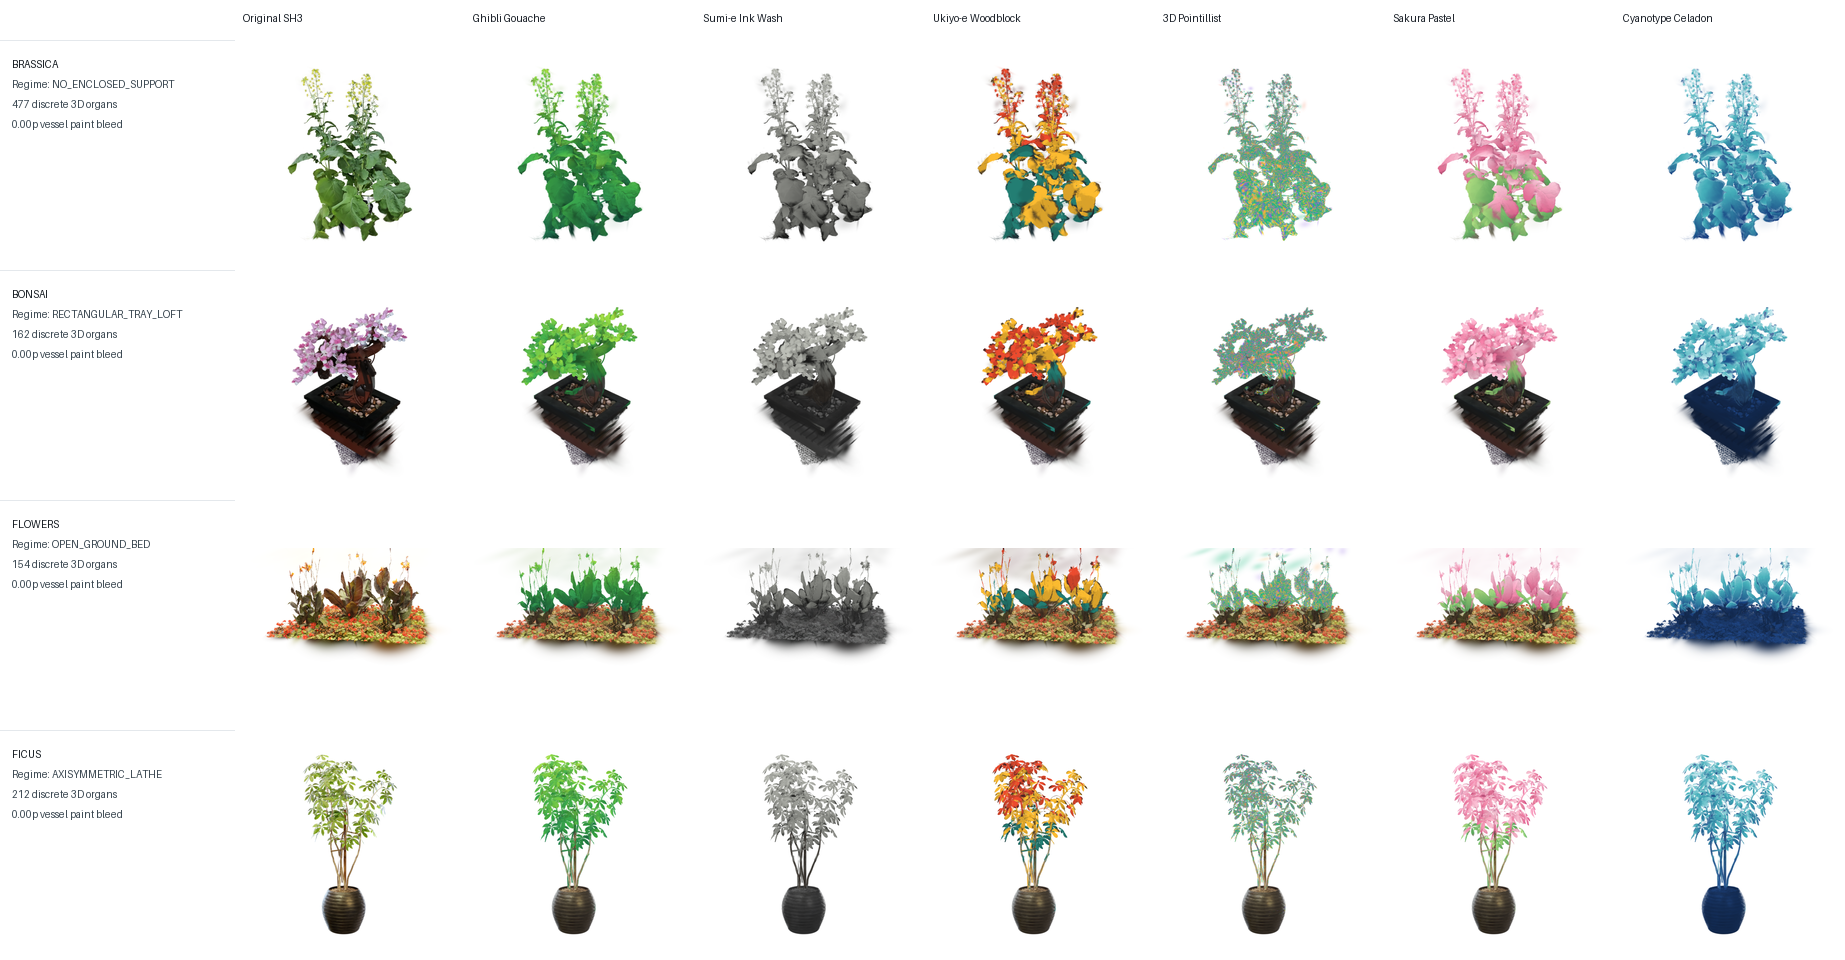 Original SH3
Ghibli Gouache
Sumi-e Ink Wash
Ukiyo-e Woodblock
3D Pointillist
Sakura Pastel
Cyanotype Celadon
BRASSICA
Regime: NO_ENCLOSED_SUPPORT
477 discrete 3D organs
0.00p vessel paint bleed
BONSAI
Regime: RECTANGULAR_TRAY_LOFT
162 discrete 3D organs
0.00p vessel paint bleed
FLOWERS
Regime: OPEN_GROUND_BED
154 discrete 3D organs
0.00p vessel paint bleed
FICUS
Regime: AXISYMMETRIC_LATHE
212 discrete 3D organs
0.00p vessel paint bleed